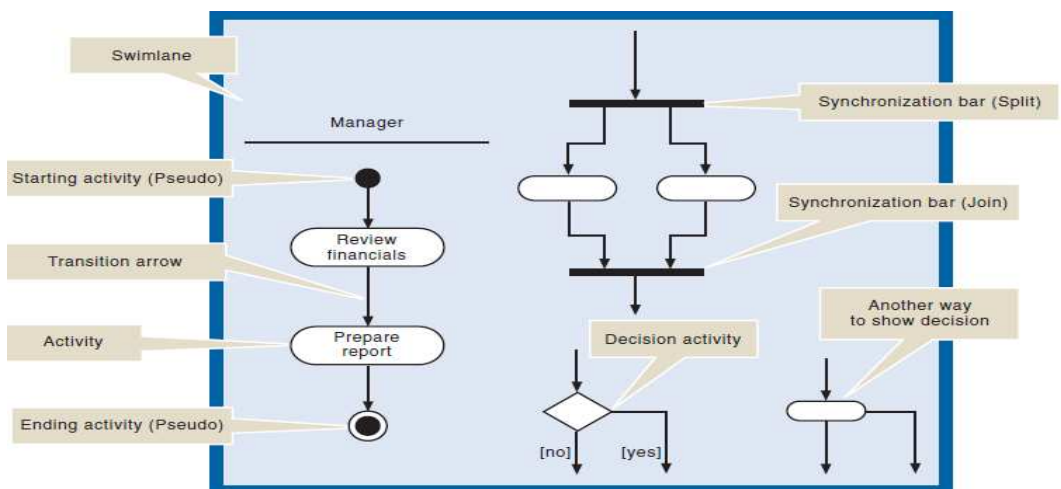 Swimlane
Manager
Starting activity (Pseudo)
Review
financials
Transition arrow
Activity
Prepare
report
Ending activity (Pseudo)
Synchronization bar (Split)
Synchronization bar (Join)
Decision activity
[no]
[yes]
Another way
to show decision